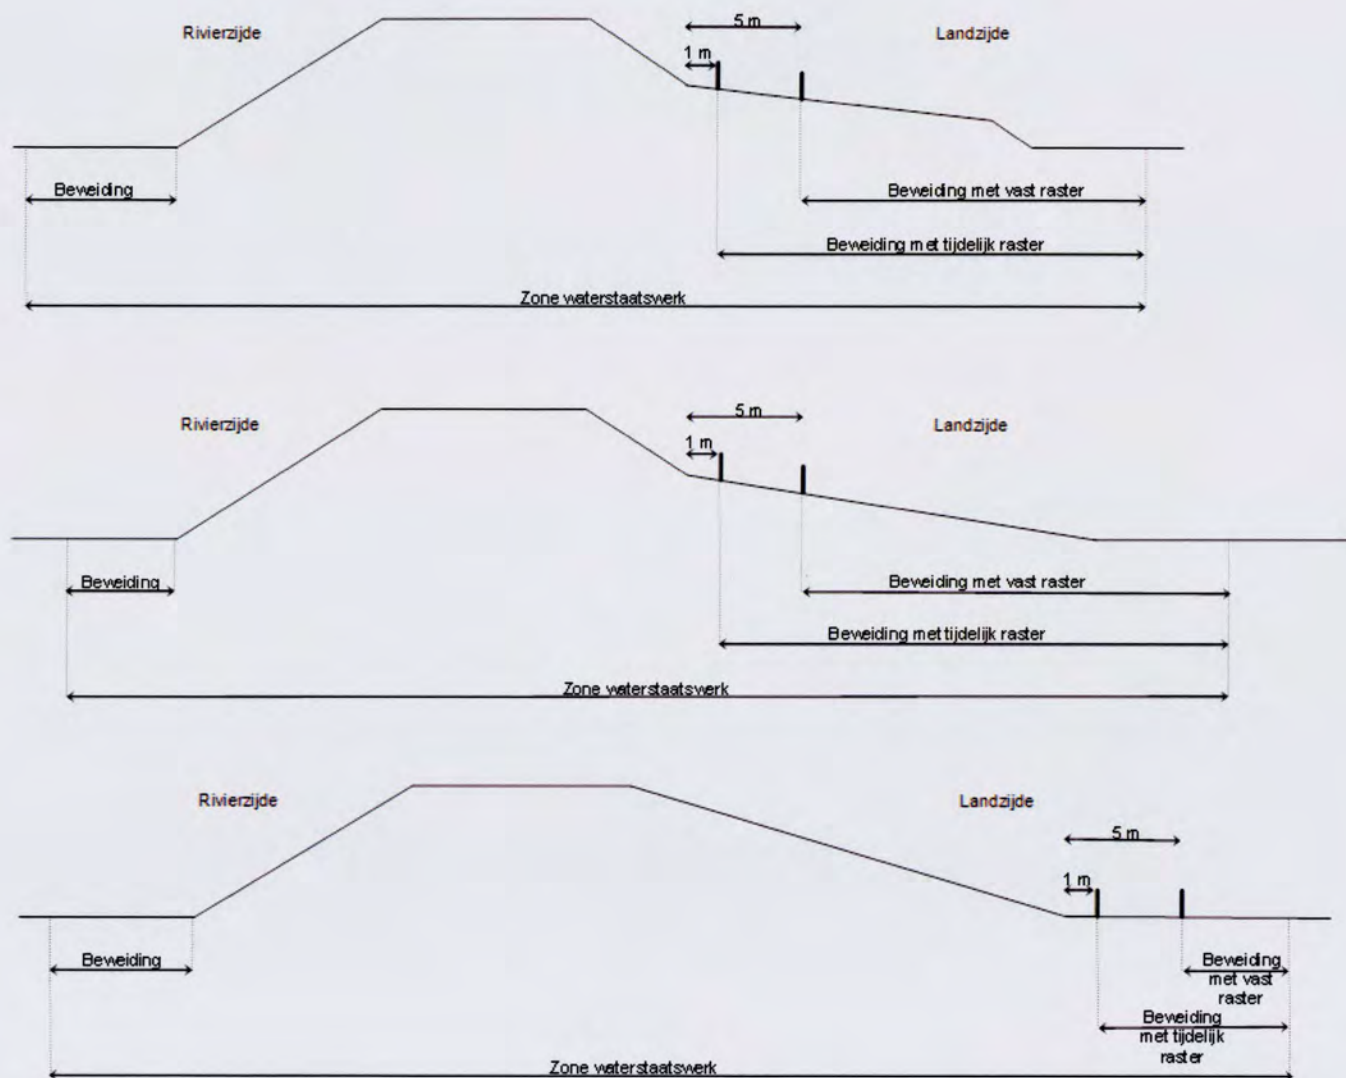 Rivierzijde
5 m
Landzijde
1 m
Beweiding
Beweiding met vast raster
Beweiding met tijdelijk raster
Zone waterstaatswerk
Rivierzijde
5 m
Landzijde
1 m
Beweiding
Beweiding met vast raster
Beweiding met tijdelijk raster
Zone waterstaatswerk
Rivierzijde
Landzijde
5 m
1 m
Beweiding
Beweiding
met vast
raster
Beweiding
met tijdelijk
raster
Zone waterstaatswerk